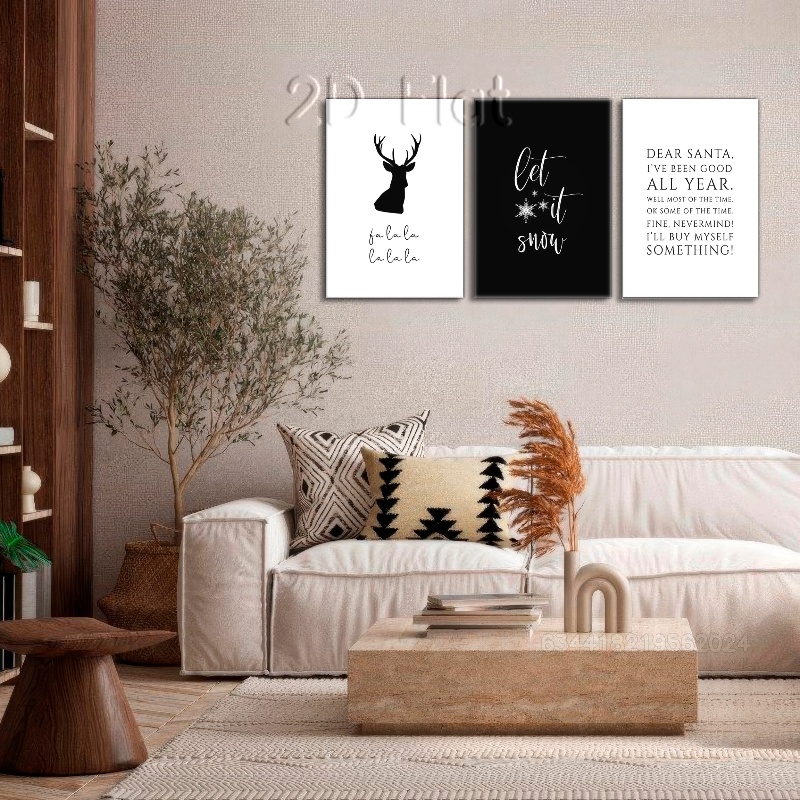 2D Flat
fa la la
la la la
let
it
snow
DEAR SANTA,
I'VE BEEN GOOD
ALL YEAR.
WELL MOST OF THE TIME.
OK SOME OF THE TIME.
FINE, NEVERMIND!
I'LL BUY MYSELF
SOMETHING!